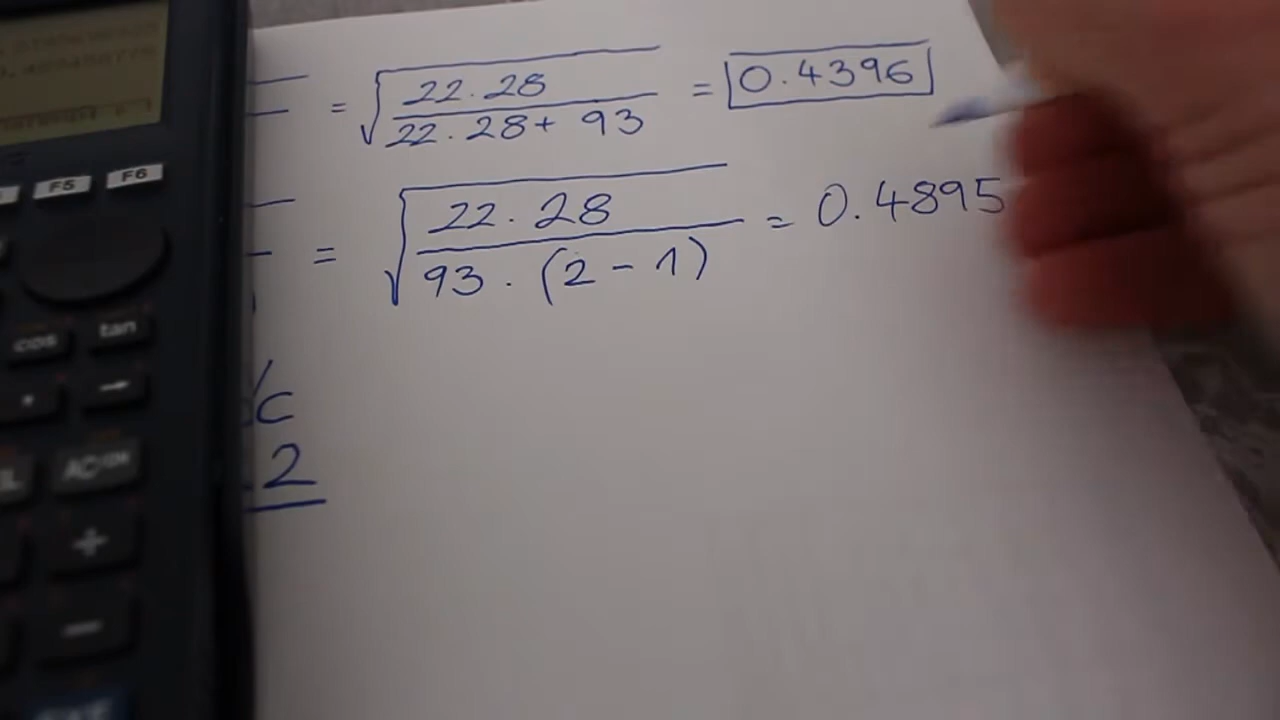 = √(22.28 / (22.28 + 93)) = 0.4396
= √(22.28 / (93 · (2 - 1))) = 0.4895
F5 F6
cos tan
. →
AC/ON
+
-
C
2